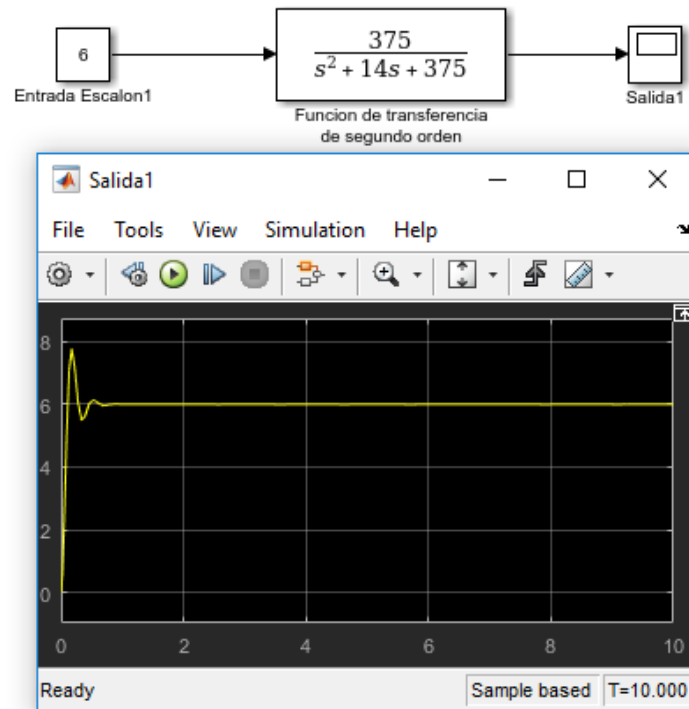 6
375
s² + 14s + 375
Entrada Escalon1
Funcion de transferencia
de segundo orden
Salida1
Salida1
File Tools View Simulation Help
8
6
4
2
0
0 2 4 6 8 10
Ready Sample based T=10.000